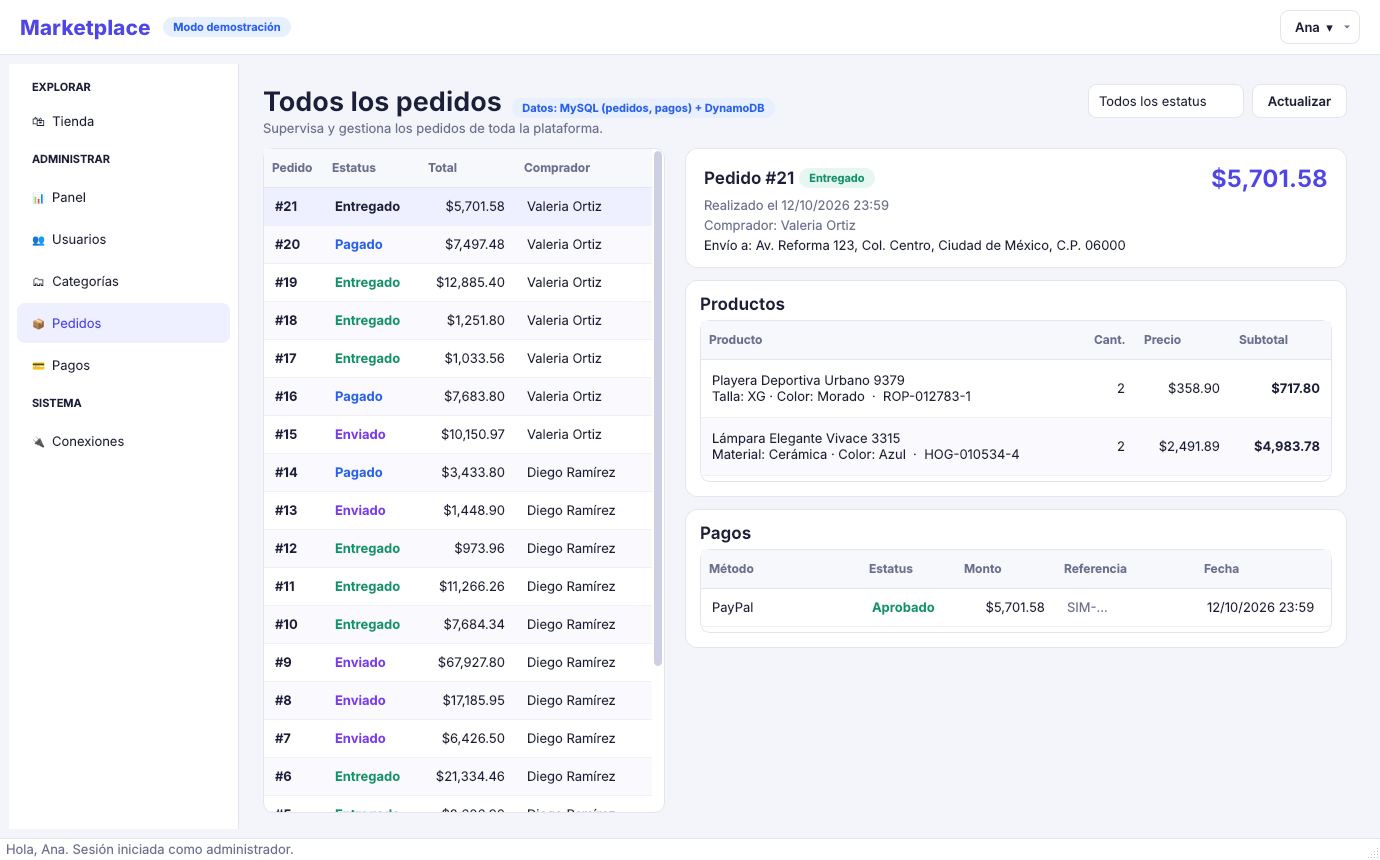 Marketplace Modo demostración Ana ▾
EXPLORAR
Tienda
ADMINISTRAR
Panel
Usuarios
Categorías
Pedidos
Pagos
SISTEMA
Conexiones
Todos los pedidos Datos: MySQL (pedidos, pagos) + DynamoDB
Supervisa y gestiona los pedidos de toda la plataforma.
Todos los estatus Actualizar
Pedido Estatus Total Comprador
#21 Entregado $5,701.58 Valeria Ortiz
#20 Pagado $7,497.48 Valeria Ortiz
#19 Entregado $12,885.40 Valeria Ortiz
#18 Entregado $1,251.80 Valeria Ortiz
#17 Entregado $1,033.56 Valeria Ortiz
#16 Pagado $7,683.80 Valeria Ortiz
#15 Enviado $10,150.97 Valeria Ortiz
#14 Pagado $3,433.80 Diego Ramírez
#13 Enviado $1,448.90 Diego Ramírez
#12 Entregado $973.96 Diego Ramírez
#11 Entregado $11,266.26 Diego Ramírez
#10 Entregado $7,684.34 Diego Ramírez
#9 Enviado $67,927.80 Diego Ramírez
#8 Enviado $17,185.95 Diego Ramírez
#7 Enviado $6,426.50 Diego Ramírez
#6 Entregado $21,334.46 Diego Ramírez
Pedido #21 Entregado $5,701.58
Realizado el 12/10/2026 23:59
Comprador: Valeria Ortiz
Envío a: Av. Reforma 123, Col. Centro, Ciudad de México, C.P. 06000
Productos
Producto Cant. Precio Subtotal
Playera Deportiva Urbano 9379
Talla: XG · Color: Morado · ROP-012783-1 2 $358.90 $717.80
Lámpara Elegante Vivace 3315
Material: Cerámica · Color: Azul · HOG-010534-4 2 $2,491.89 $4,983.78
Pagos
Método Estatus Monto Referencia Fecha
PayPal Aprobado $5,701.58 SIM-... 12/10/2026 23:59
Hola, Ana. Sesión iniciada como administrador.